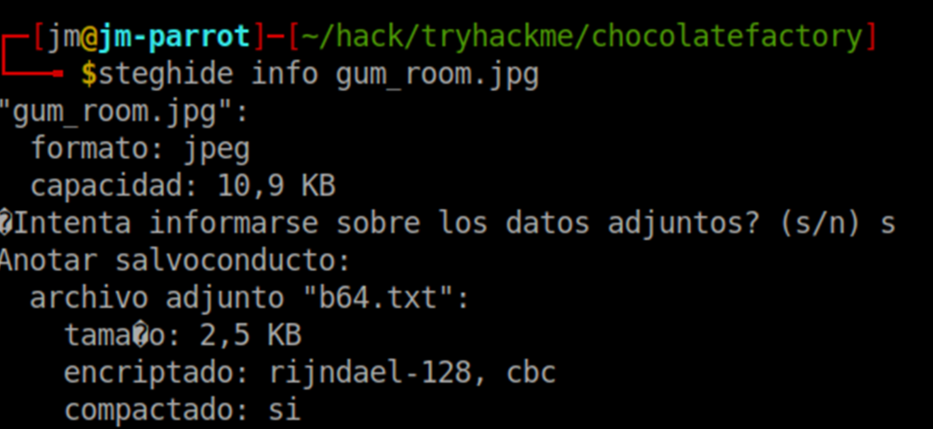 [jm@jm-parrot]-[~/hack/tryhackme/chocolatefactory]
$steghide info gum_room.jpg
"gum_room.jpg":
formato: jpeg
capacidad: 10,9 KB
�Intenta informarse sobre los datos adjuntos? (s/n) s
Anotar salvoconducto:
archivo adjunto "b64.txt":
tama�o: 2,5 KB
encriptado: rijndael-128, cbc
compactado: si